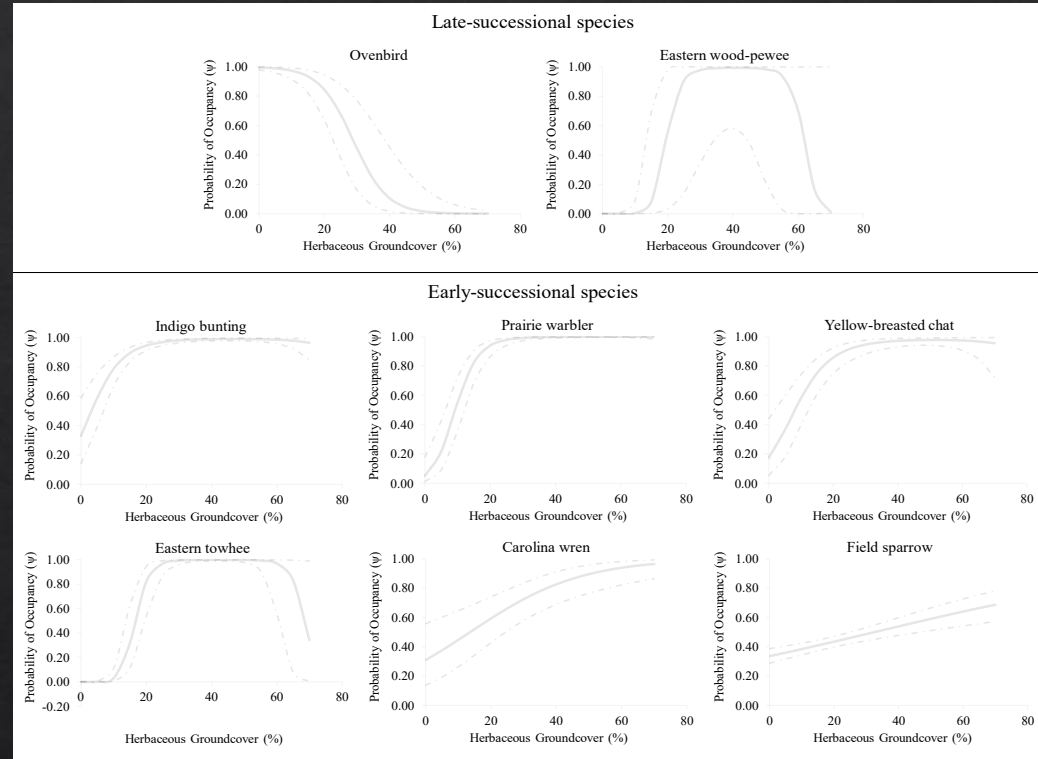 Late-successional species
Ovenbird
Probability of Occupancy (ψ)
1.00
0.80
0.60
0.40
0.20
0.00
0 20 40 60 80
Herbaceous Groundcover (%)
Eastern wood-pewee
Probability of Occupancy (ψ)
1.00
0.80
0.60
0.40
0.20
0.00
0 20 40 60 80
Herbaceous Groundcover (%)
Early-successional species
Indigo bunting
Probability of Occupancy (ψ)
1.00
0.80
0.60
0.40
0.20
0.00
0 20 40 60 80
Herbaceous Groundcover (%)
Prairie warbler
Probability of Occupancy (ψ)
1.00
0.80
0.60
0.40
0.20
0.00
0 20 40 60 80
Herbaceous Groundcover (%)
Yellow-breasted chat
Probability of Occupancy (ψ)
1.00
0.80
0.60
0.40
0.20
0.00
0 20 40 60 80
Herbaceous Groundcover (%)
Eastern towhee
Probability of Occupancy (ψ)
1.00
0.80
0.60
0.40
0.20
0.00
-0.20
0 20 40 60 80
Herbaceous Groundcover (%)
Carolina wren
Probability of Occupancy (ψ)
1.00
0.80
0.60
0.40
0.20
0.00
0 20 40 60 80
Herbaceous Groundcover (%)
Field sparrow
Probability of Occupancy (ψ)
1.00
0.80
0.60
0.40
0.20
0.00
0 20 40 60 80
Herbaceous Groundcover (%)